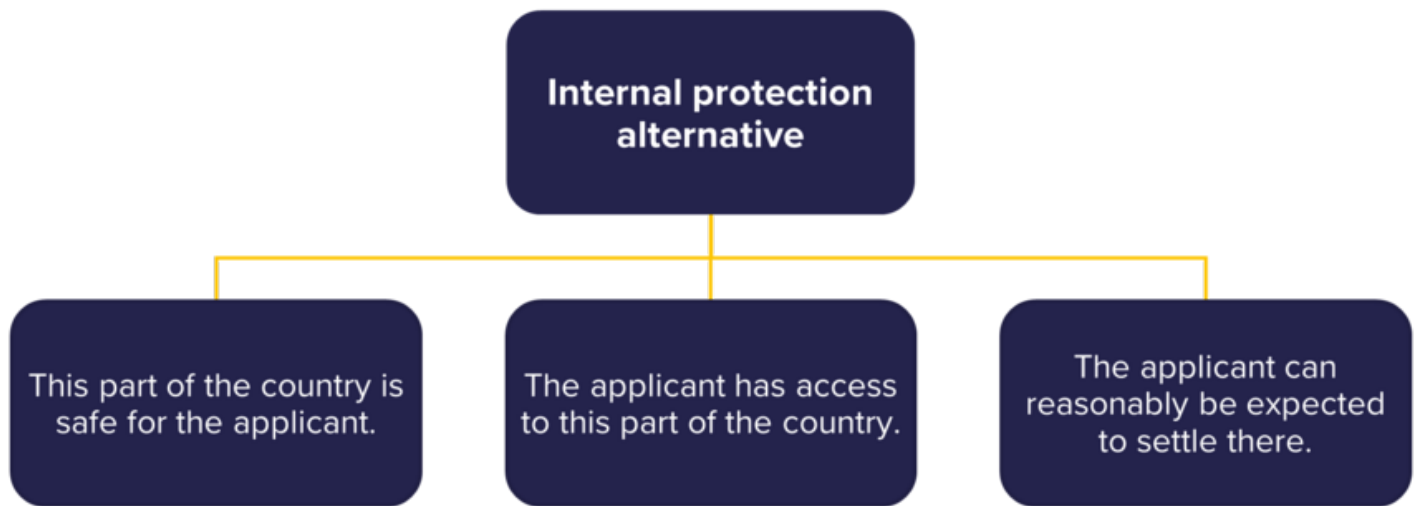 Internal protection
alternative
This part of the country is
safe for the applicant.
The applicant has access
to this part of the country.
The applicant can
reasonably be expected
to settle there.